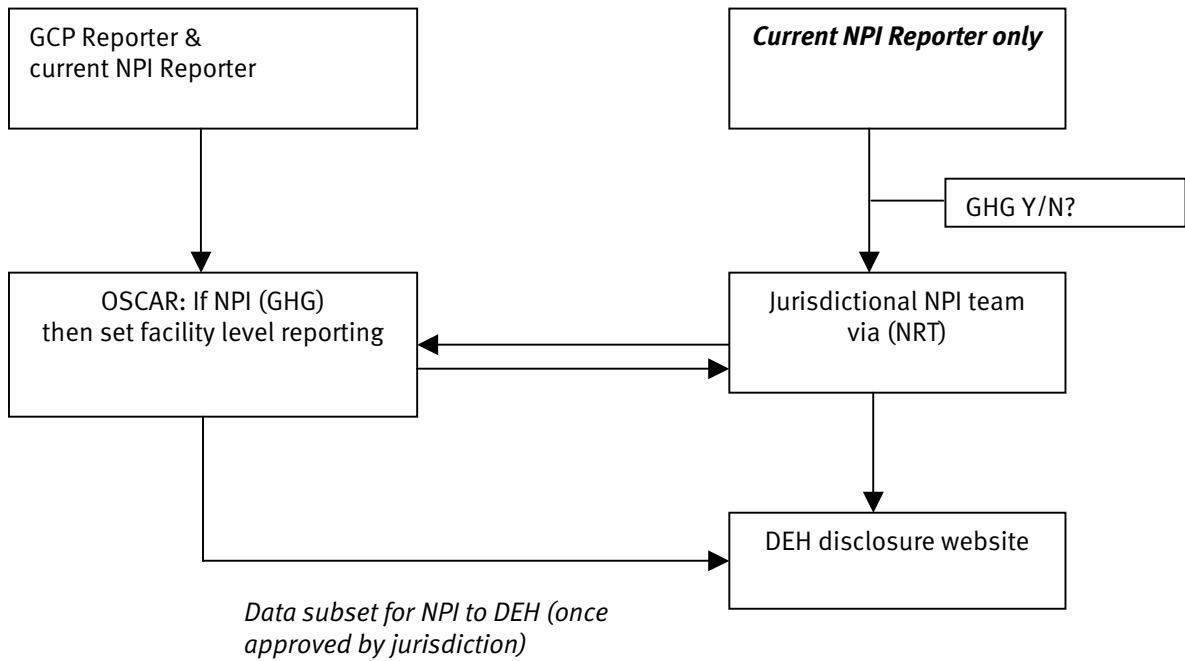 GCP Reporter &
current NPI Reporter
Current NPI Reporter only
GHG Y/N?
OSCAR: If NPI (GHG)
then set facility level reporting
Jurisdictional NPI team
via (NRT)
DEH disclosure website
Data subset for NPI to DEH (once
approved by jurisdiction)